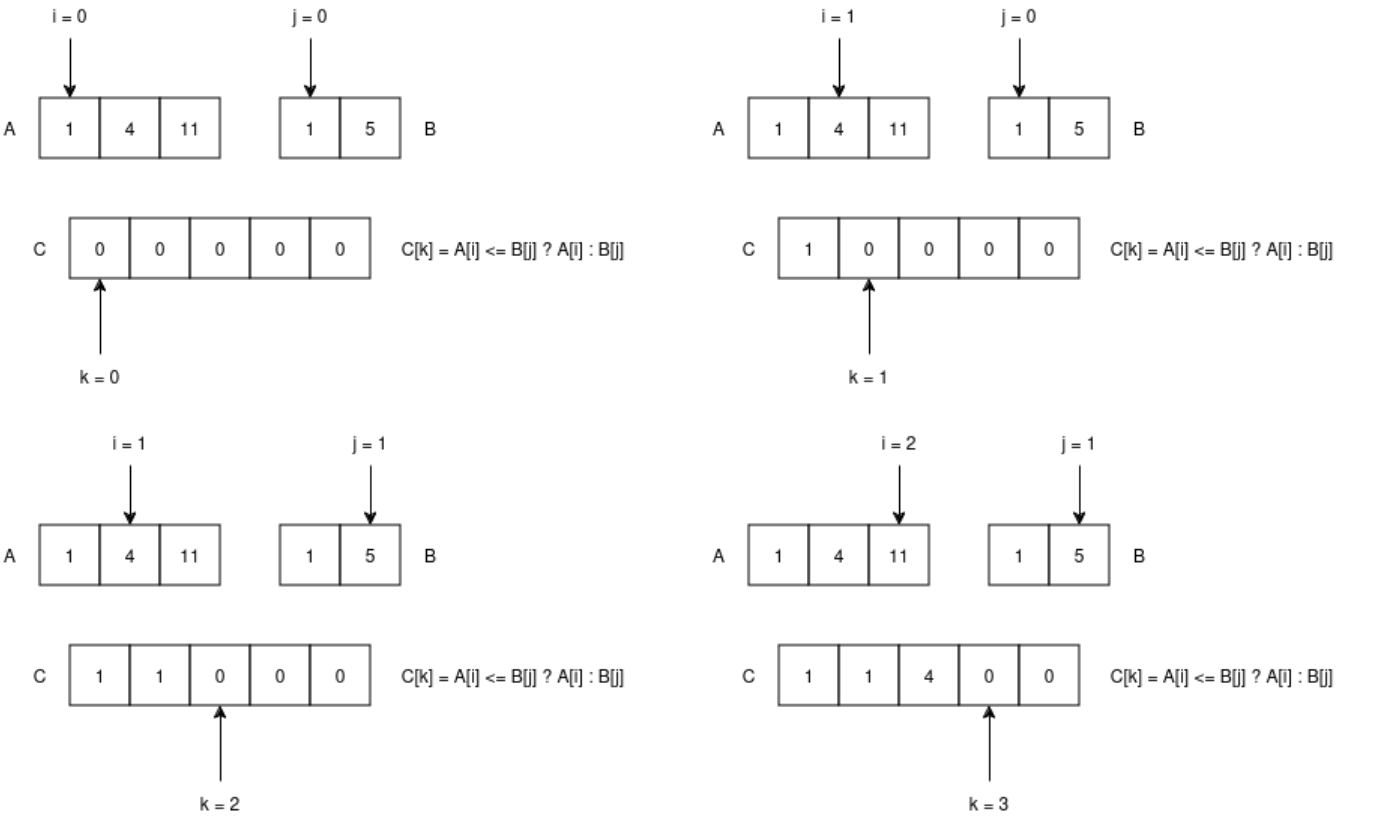 i = 0 j = 0
A 1 4 11 1 5 B
C 0 0 0 0 0 C[k] = A[i] <= B[j] ? A[i] : B[j]
k = 0
i = 1 j = 0
A 1 4 11 1 5 B
C 1 0 0 0 0 C[k] = A[i] <= B[j] ? A[i] : B[j]
k = 1
i = 1 j = 1
A 1 4 11 1 5 B
C 1 1 0 0 0 C[k] = A[i] <= B[j] ? A[i] : B[j]
k = 2
i = 2 j = 1
A 1 4 11 1 5 B
C 1 1 4 0 0 C[k] = A[i] <= B[j] ? A[i] : B[j]
k = 3